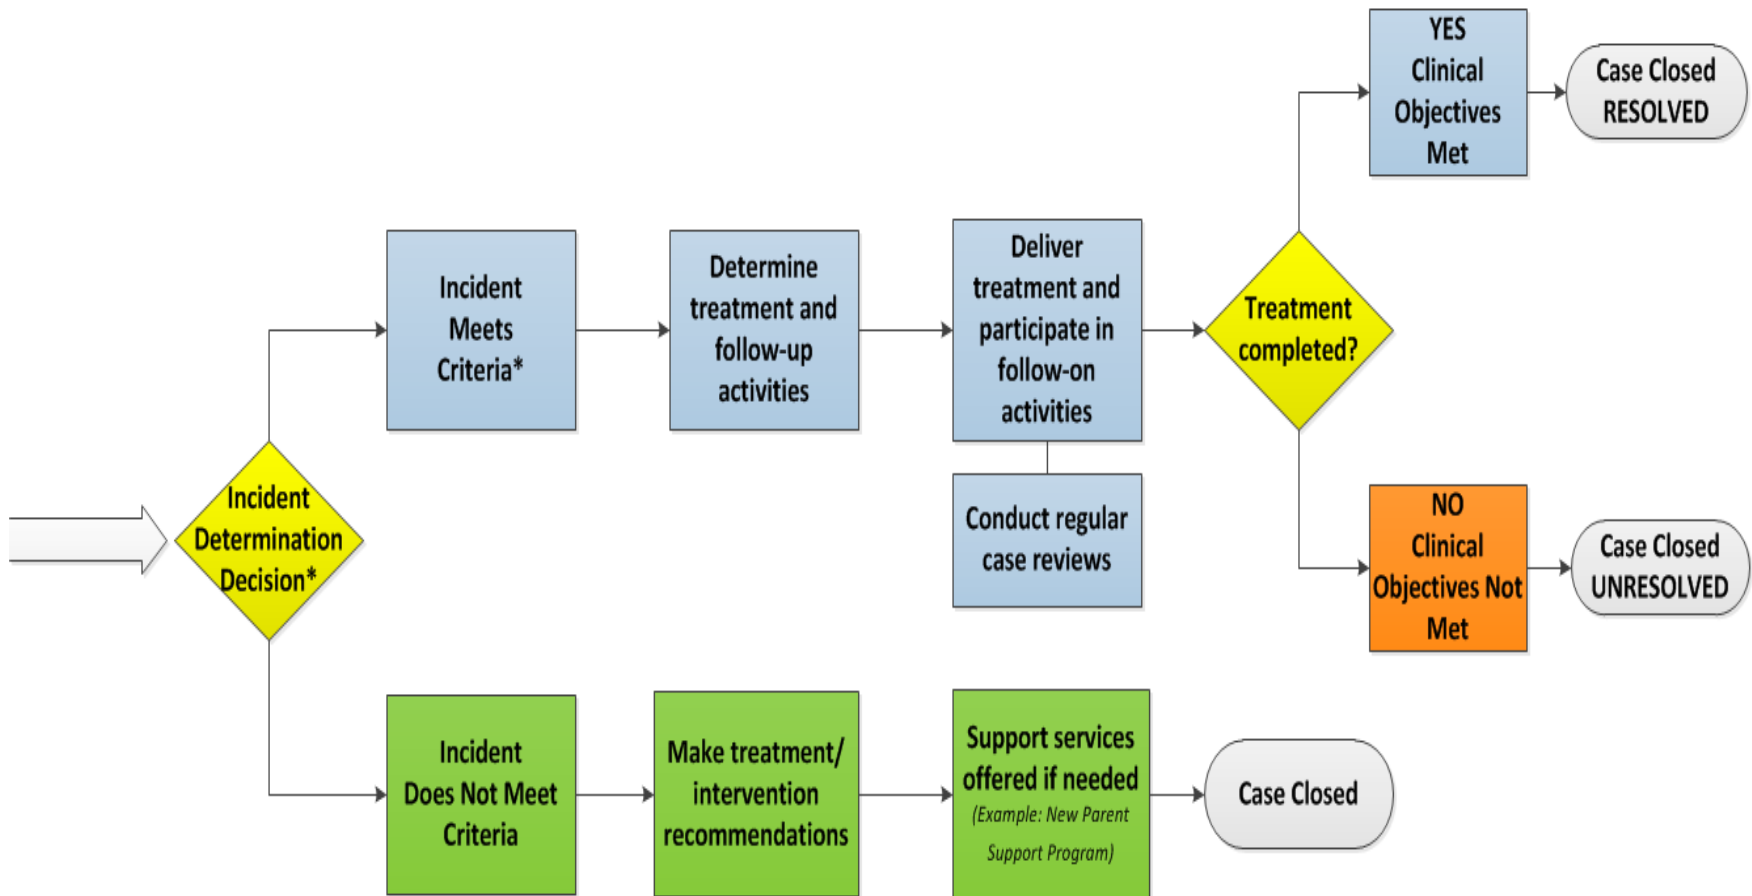 Incident
Determination
Decision*
Incident
Meets
Criteria*
Determine
treatment and
follow-up
activities
Deliver
treatment and
participate in
follow-on
activities
Conduct regular
case reviews
Treatment
completed?
YES
Clinical
Objectives
Met
Case Closed
RESOLVED
NO
Clinical
Objectives Not
Met
Case Closed
UNRESOLVED
Incident
Does Not Meet
Criteria
Make treatment/
intervention
recommendations
Support services
offered if needed
(Example: New Parent
Support Program)
Case Closed